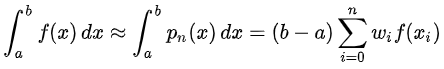 ∫_a^b f(x) dx ≈ ∫_a^b p_n(x) dx = (b − a) ∑_{i=0}^n w_i f(x_i)